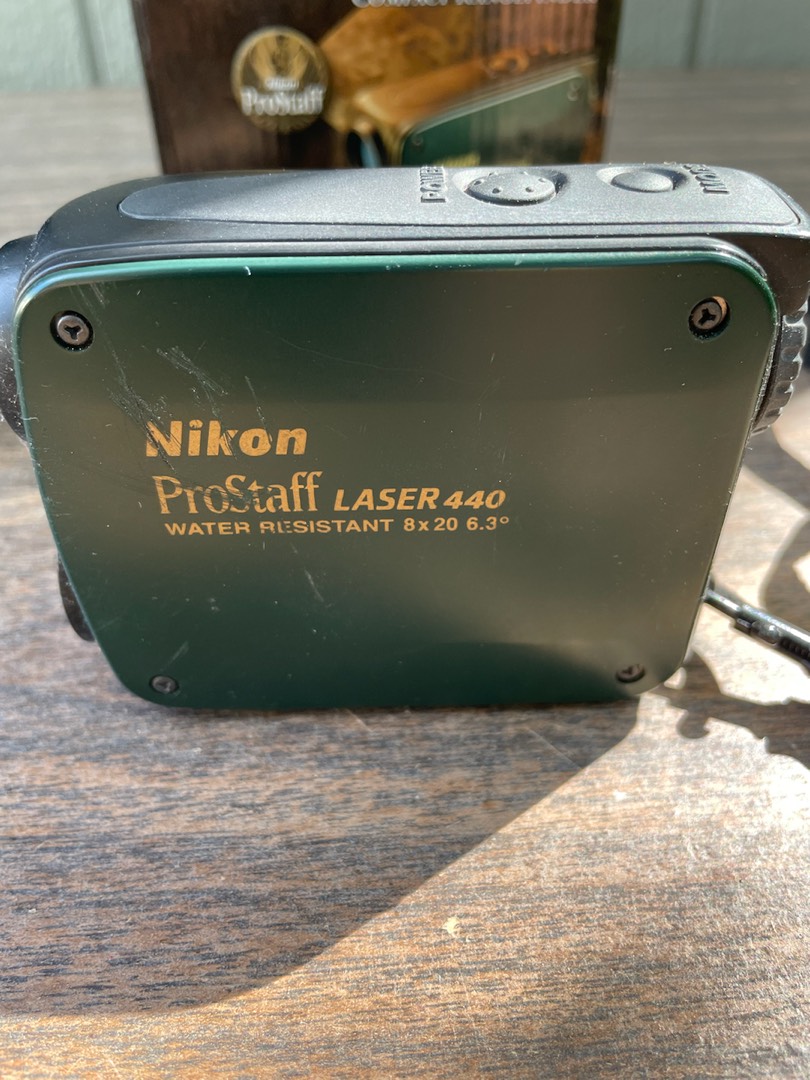 ProStaff
POWER
MODE
Nikon
ProStaff LASER 440
WATER RESISTANT 8x20 6.3°